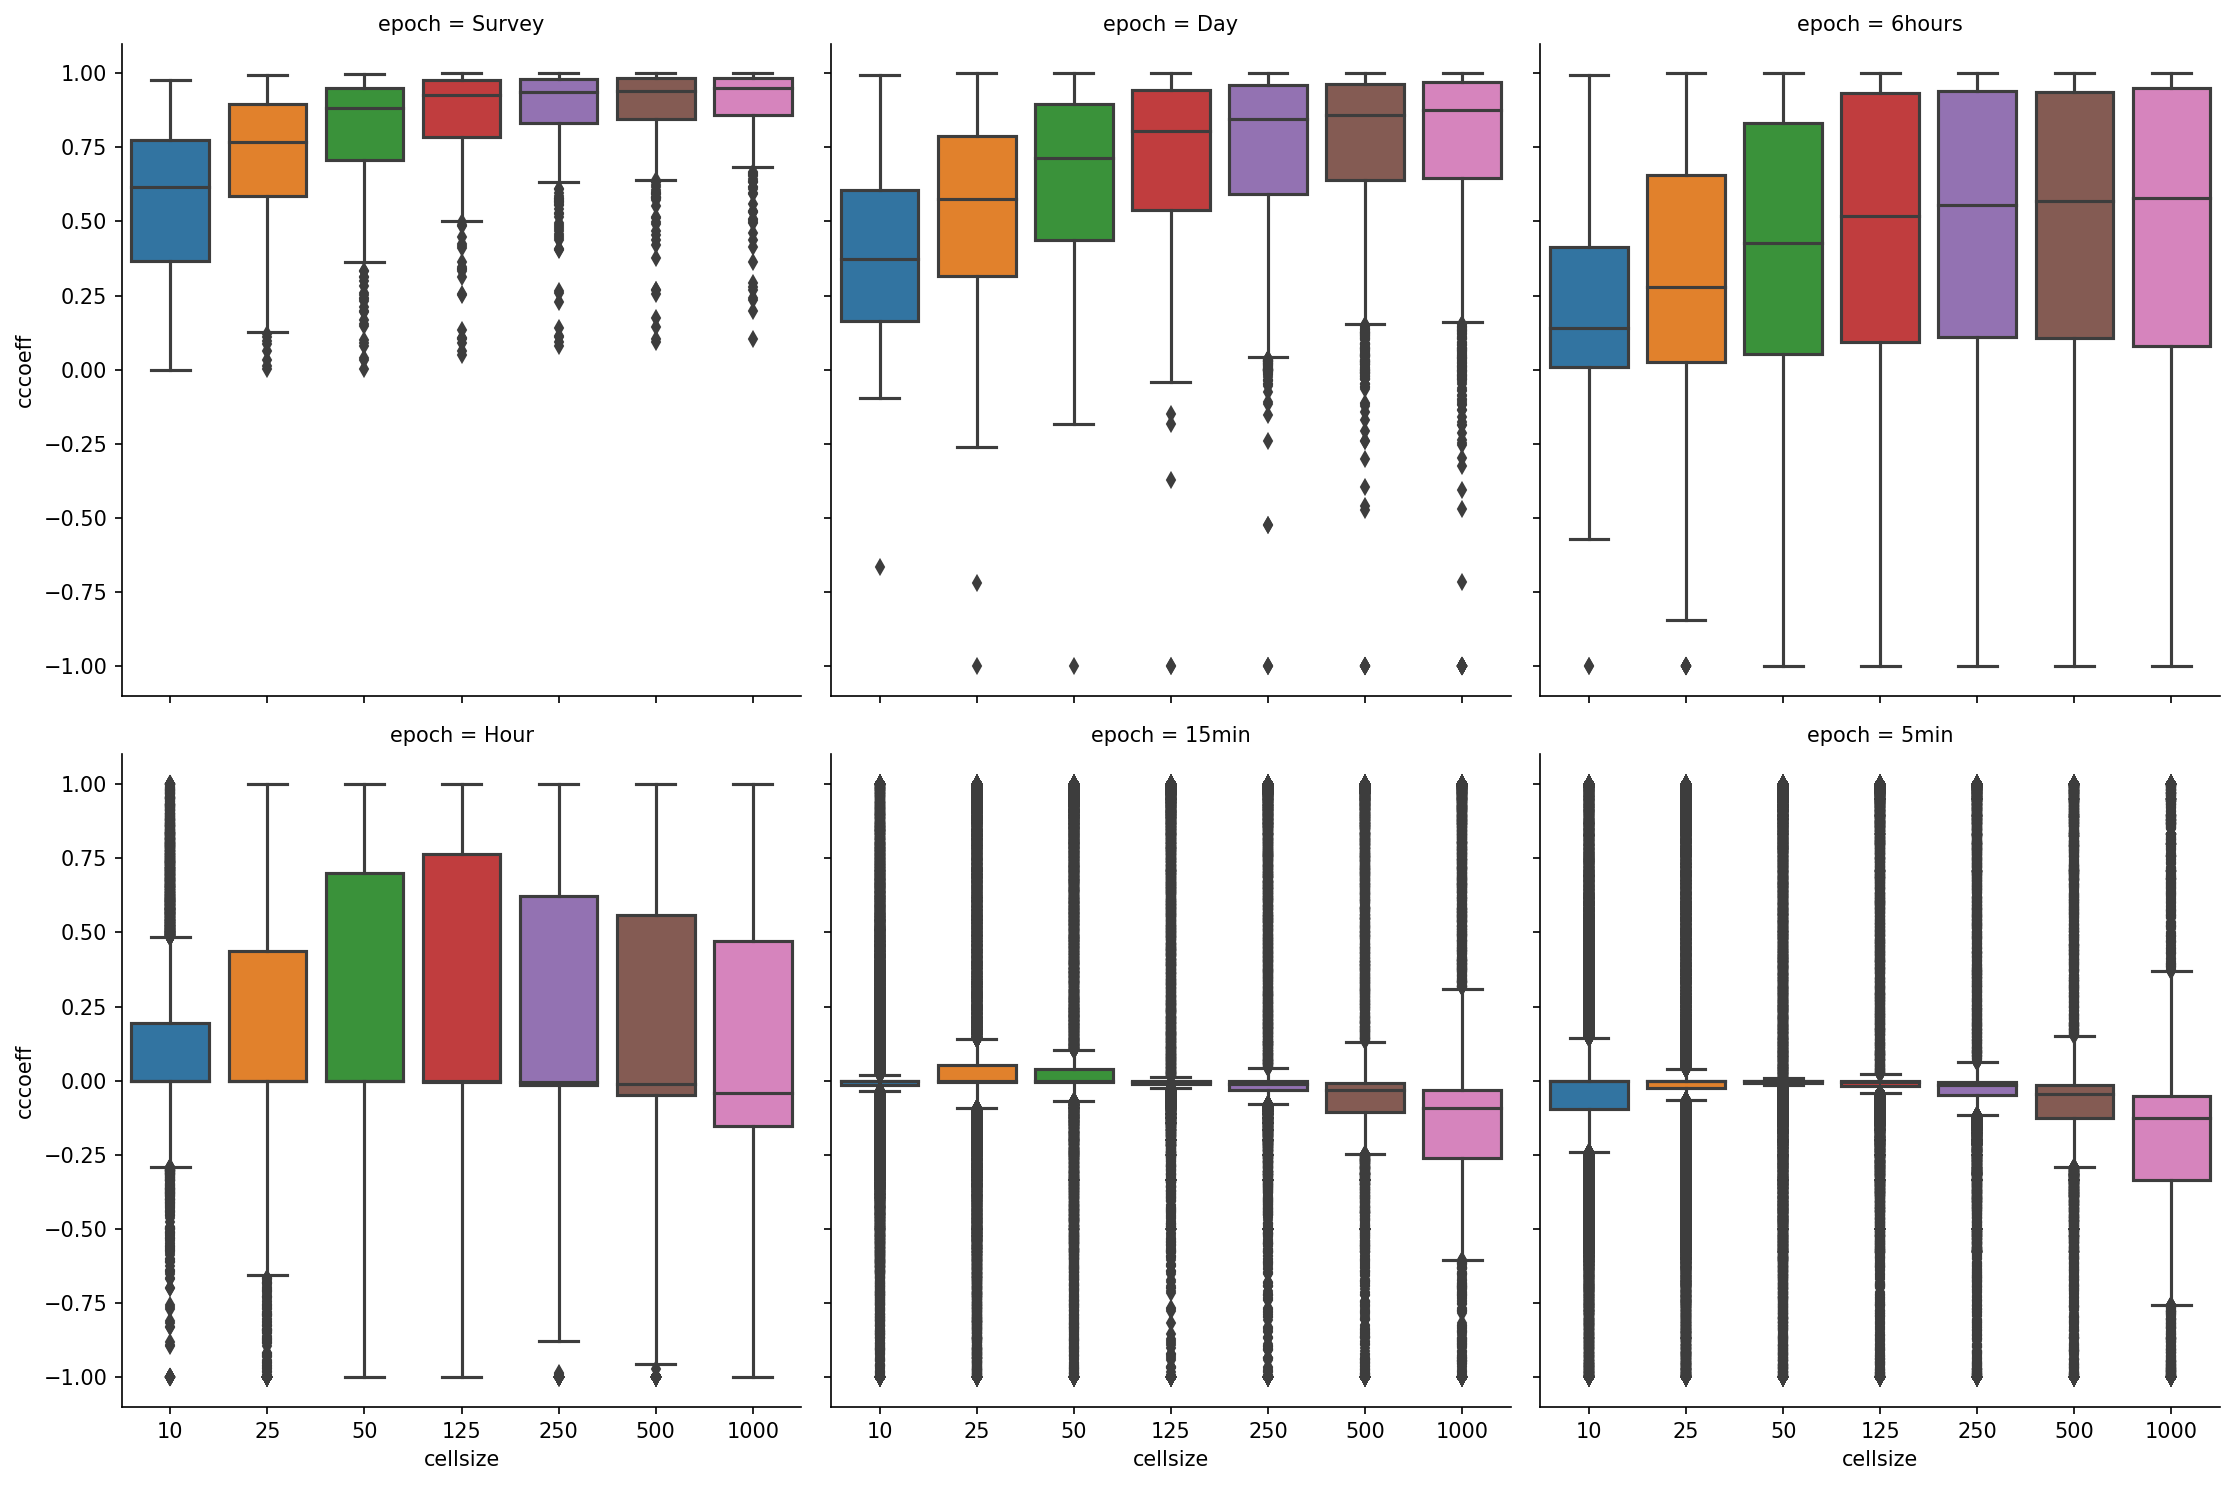 epoch = Survey
epoch = Day
epoch = 6hours
cccoeff
1.00
0.75
0.50
0.25
0.00
−0.25
−0.50
−0.75
−1.00
epoch = Hour
epoch = 15min
epoch = 5min
cccoeff
1.00
0.75
0.50
0.25
0.00
−0.25
−0.50
−0.75
−1.00
10 25 50 125 250 500 1000
cellsize
10 25 50 125 250 500 1000
cellsize
10 25 50 125 250 500 1000
cellsize